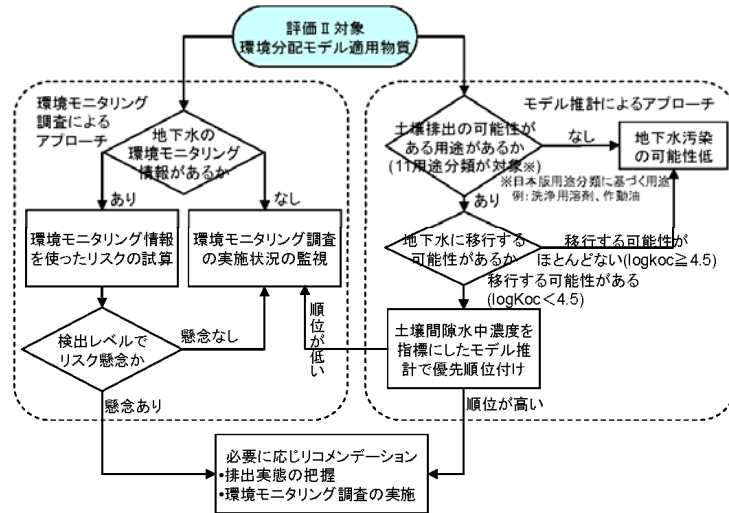 評価Ⅱ対象
環境分配モデル適用物質
環境モニタリング
調査による
アプローチ
地下水の
環境モニタリング
情報があるか
あり
なし
環境モニタリング情報
を使ったリスクの試算
環境モニタリング調査
の実施状況の監視
検出レベルで
リスク懸念か
懸念なし
懸念あり
順位が低い
モデル推計によるアプローチ
土壌排出の可能性が
ある用途があるか
(11用途分類が対象※)
なし
地下水汚染
の可能性低
※日本版用途分類に基づく用途
例:洗浄用溶剤、作動油
あり
地下水に移行する
可能性があるか
移行する可能性が
ほとんどない(logkoc≧4.5)
移行する可能性がある
(logKoc<4.5)
土壌間隙水中濃度を
指標にしたモデル推
計で優先順位付け
順位が高い
必要に応じリコメンデーション
•排出実態の把握
•環境モニタリング調査の実施